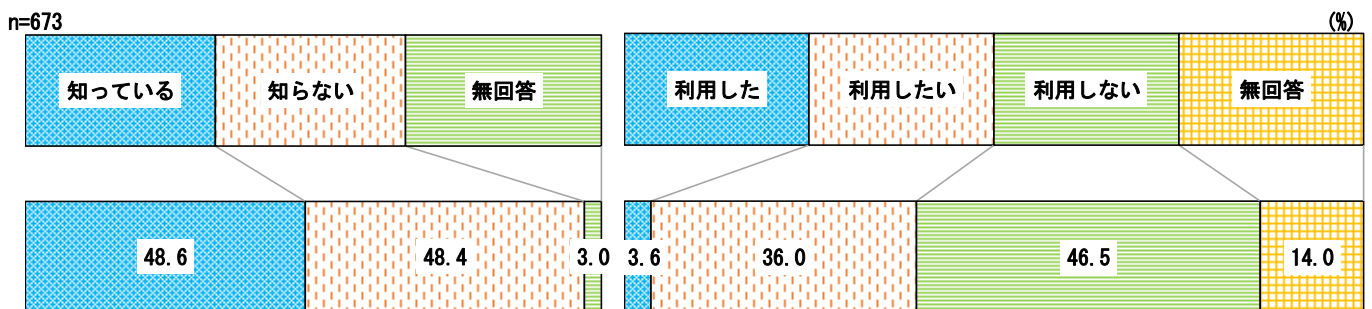 n=673
(%)
知っている 知らない 無回答 利用した 利用したい 利用しない 無回答
48.6 48.4 3.0 3.6 36.0 46.5 14.0